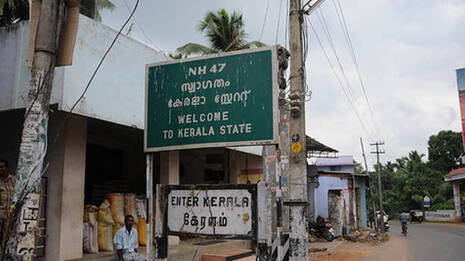 NH 47
സ്വാഗതം
കേരളാ സ്റ്റേറ്റ്
WELCOME
TO KERALA STATE
ENTER KERALA
കേരളം